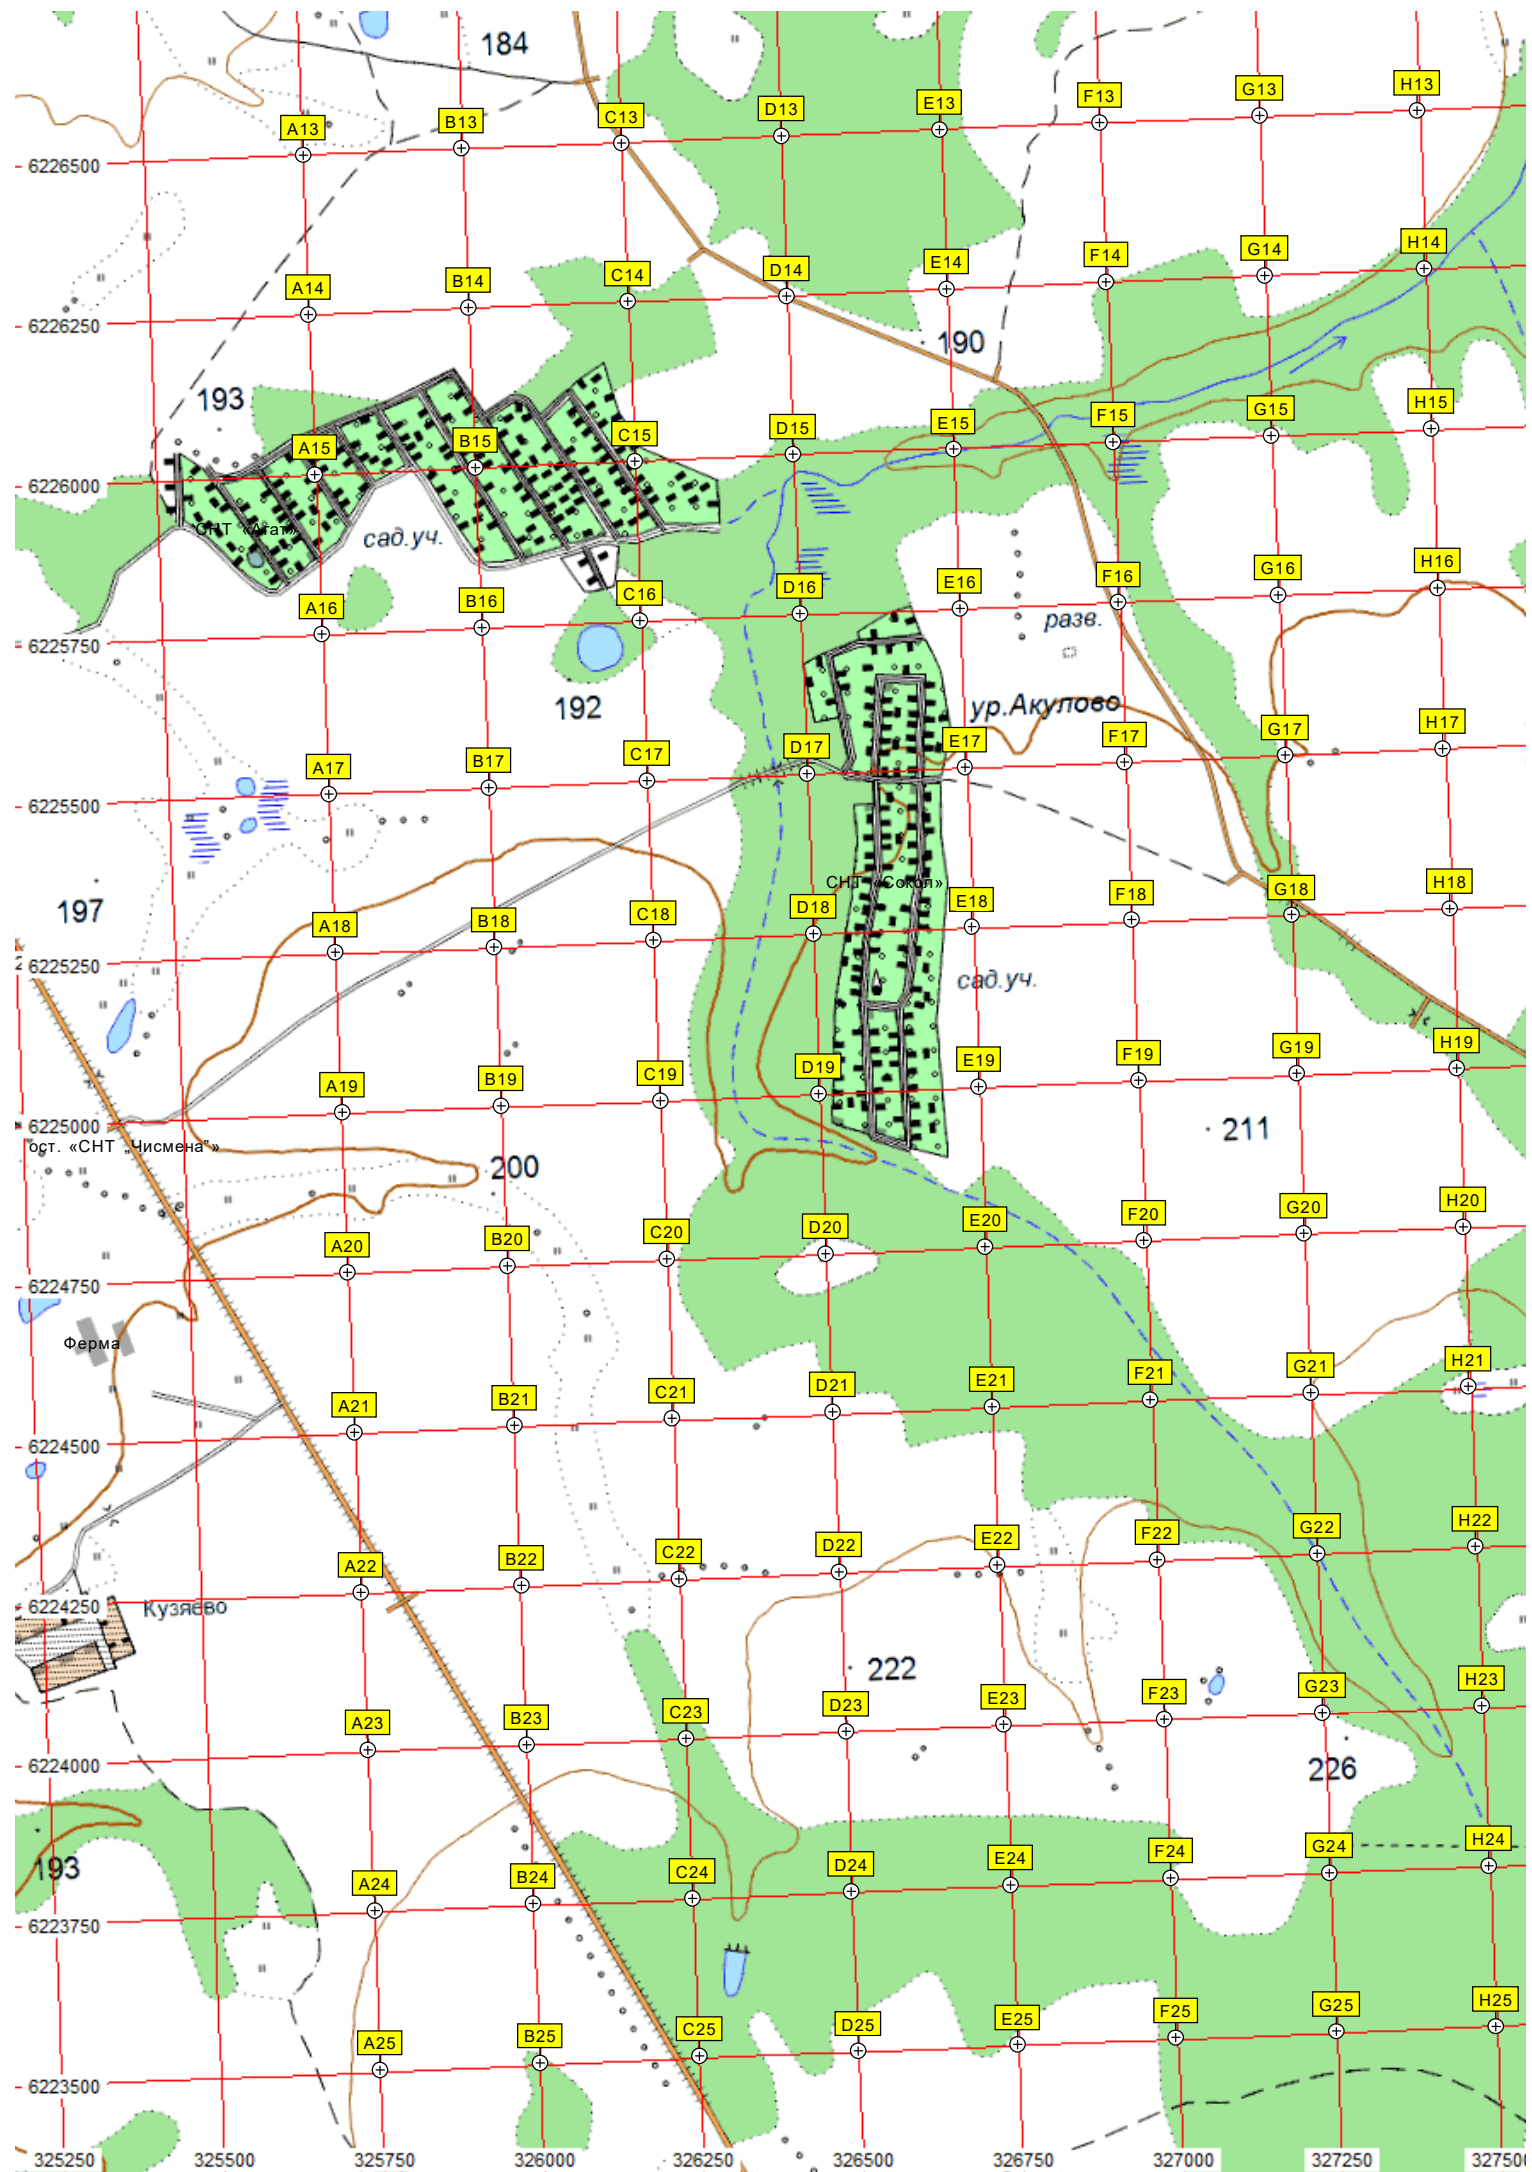 184
A13 B13 C13 D13 E13 F13 G13 H13
6226500
A14 B14 C14 D14 E14 F14 G14 H14
6226250
190
193
A15 B15 C15 D15 E15 F15 G15 H15
6226000
СНТ «Агат»
сад.уч.
A16 B16 C16 D16 E16 F16 G16 H16
разв.
6225750
192
ур.Акулово
A17 B17 C17 D17 E17 F17 G17 H17
6225500
СНТ «Сокол»
197
A18 B18 C18 D18 E18 F18 G18 H18
6225250
сад.уч.
A19 B19 C19 D19 E19 F19 G19 H19
6225000
211
ост. «СНТ „Чисмена"»
200
A20 B20 C20 D20 E20 F20 G20 H20
6224750
Ферма
A21 B21 C21 D21 E21 F21 G21 H21
6224500
A22 B22 C22 D22 E22 F22 G22 H22
6224250
Кузяево
222
A23 B23 C23 D23 E23 F23 G23 H23
6224000
226
193
A24 B24 C24 D24 E24 F24 G24 H24
6223750
A25 B25 C25 D25 E25 F25 G25 H25
6223500
325250 325500 325750 326000 326250 326500 326750 327000 327250 327500